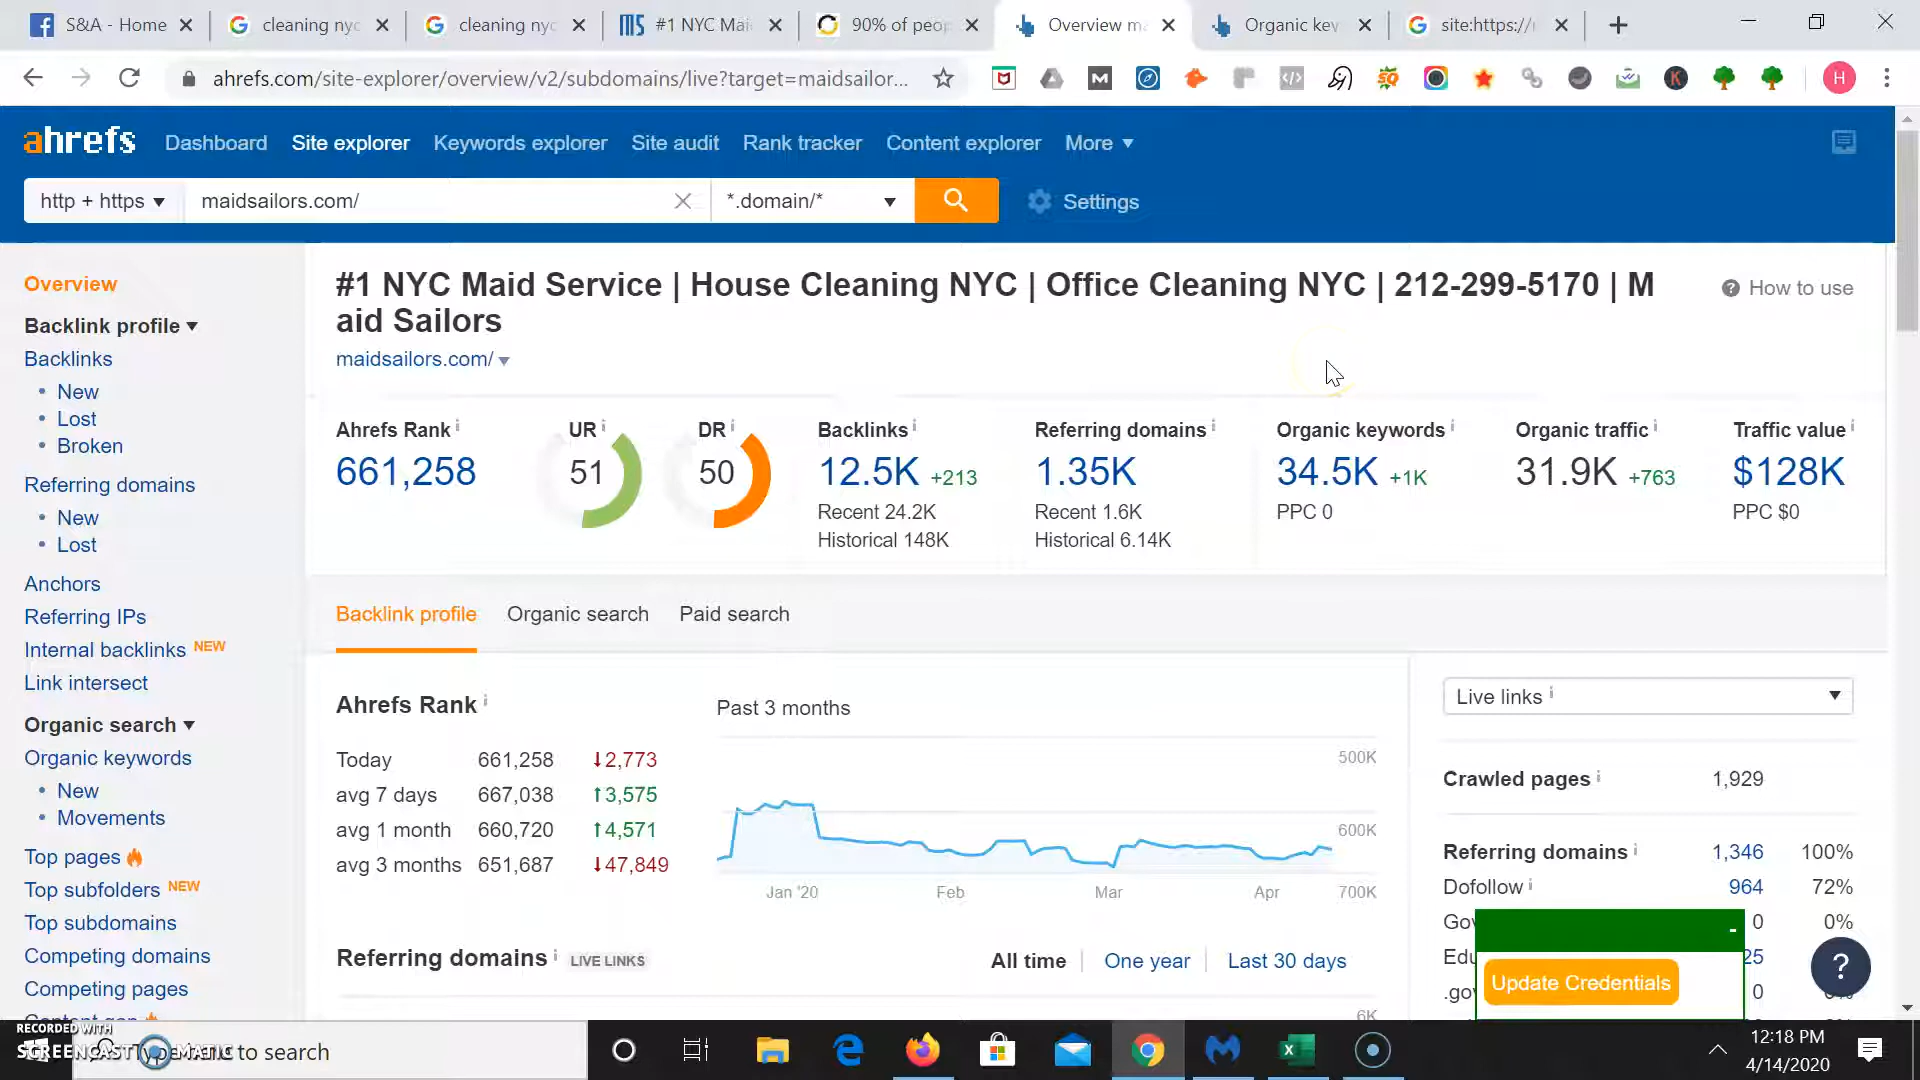 S&A - Home
cleaning nyc
cleaning nyc
#1 NYC Mai
90% of peop
Overview ma
Organic key
site:https://
ahrefs.com/site-explorer/overview/v2/subdomains/live?target=maidsailor...
H
ahrefs Dashboard Site explorer Keywords explorer Site audit Rank tracker Content explorer More
http + https maidsailors.com/ *.domain/* Settings
Overview
Backlink profile
Backlinks
New
Lost
Broken
Referring domains
New
Lost
Anchors
Referring IPs
Internal backlinks NEW
Link intersect
Organic search
Organic keywords
New
Movements
Top pages
Top subfolders NEW
Top subdomains
Competing domains
Competing pages
#1 NYC Maid Service | House Cleaning NYC | Office Cleaning NYC | 212-299-5170 | M
aid Sailors
How to use
maidsailors.com/
Ahrefs Rank UR DR Backlinks Referring domains Organic keywords Organic traffic Traffic value
661,258 51 50 12.5K +213 1.35K 34.5K +1K 31.9K +763 $128K
Recent 24.2K Recent 1.6K PPC 0 PPC $0
Historical 148K Historical 6.14K
Backlink profile Organic search Paid search
Ahrefs Rank
Today 661,258 ↓2,773
avg 7 days 667,038 ↑3,575
avg 1 month 660,720 ↑4,571
avg 3 months 651,687 ↓47,849
Past 3 months
500K
600K
700K
Jan '20 Feb Mar Apr
Live links
Crawled pages 1,929
Referring domains 1,346 100%
Dofollow 964 72%
Gov 0 0%
Edu 25
.gov 0
-
Update Credentials
?
Referring domains LIVE LINKS All time One year Last 30 days
6K
RECORDED WITH
SCREENCAST MATIC
Type here to search
12:18 PM
4/14/2020